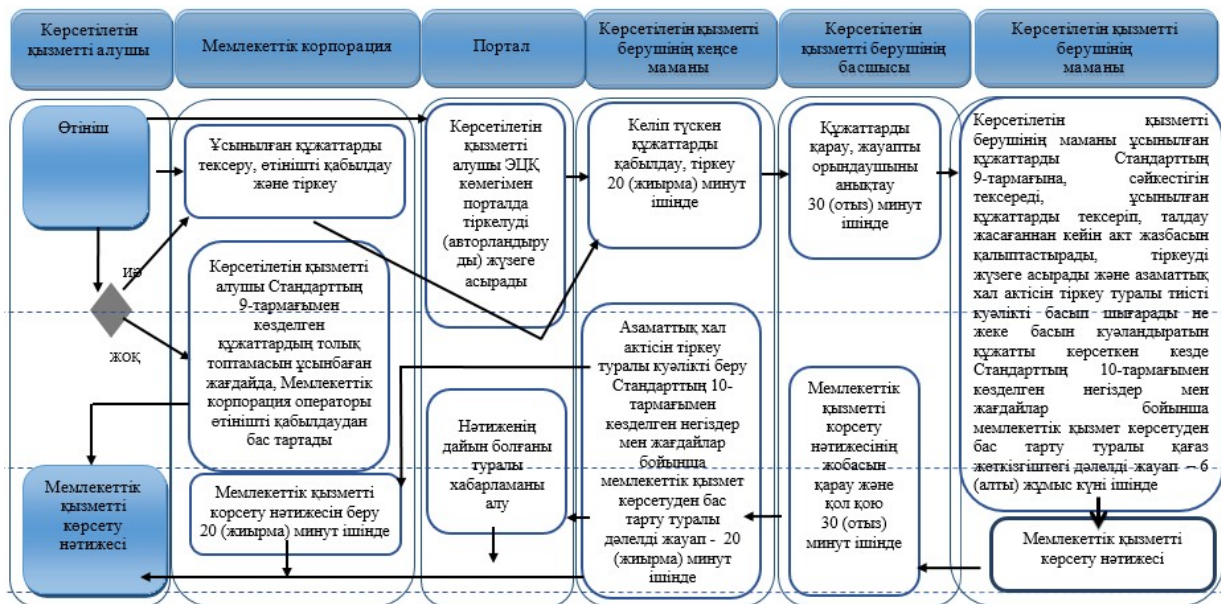 Көрсетілетін
қызметті алушы
Мемлекеттік корпорация
Портал
Көрсетілетін қызметті
берушінің кеңсе
маманы
Көрсетілетін
қызметті берушінің
басшысы
Көрсетілетін қызметті
берушінің
маманы
Өтініш
иә
жоқ
Мемлекеттік
қызметті
көрсету
нәтижесі
Ұсынылған құжаттарды
тексеру, өтінішті қабылдау
және тіркеу
Көрсетілетін қызметті
алушы Стандарттың
9-тармағымен
көзделген
құжаттардың толық
топтамасын ұсынбаған
жағдайда, Мемлекеттік
корпорация операторы
өтінішті қабылдаудан
бас тартады
Мемлекеттік қызметті
корсету нәтижесін беру
20 (жиырма) минут ішінде
Көрсетілетін
қызметті
алушы ЭЦҚ
көмегімен
порталда
тіркелуді
(авторландыру
ды) жүзеге
асырады
Нәтиженің
дайын болғаны
туралы
хабарламаны
алу
Келіп түскен
құжаттарды
қабылдау, тіркеу
20 (жиырма) минут
ішінде
Азаматтық хал
актісін тіркеу
туралы куәлікті беру
Стандарттың 10-
тармағымен
көзделген негіздер
мен жағдайлар
бойынша
мемлекеттік қызмет
көрсетуден бас
тарту туралы
дәлелді жауап - 20
(жиырма) минут
ішінде
Құжаттарды
қарау, жауапты
орындаушыны
анықтау
30 (отыз) минут
ішінде
Мемлекеттік
қызметті
корсету
нәтижесінің
жобасын
қарау және
қол қою
30 (отыз)
минут ішінде
Көрсетілетін қызметті
берушінің маманы ұсынылған
құжаттарды Стандарттың
9-тармағына, сәйкестігін
тексереді, ұсынылған
құжаттарды тексеріп, талдау
жасағаннан кейін акт жазбасын
қалыптастырады, тіркеуді
жүзеге асырады және азаматтық
хал актісін тіркеу туралы тиісті
куәлікті басып шығарады не
жеке басын куәландыратын
құжатты көрсеткен кезде
Стандарттың 10-тармағымен
көзделген негіздер мен
жағдайлар бойынша
мемлекеттік қызмет көрсетуден
бас тарту туралы қағаз
жеткізгіштегі дәлелді жауап – 6
(алты) жұмыс күні ішінде
Мемлекеттік қызметті
көрсету нәтижесі